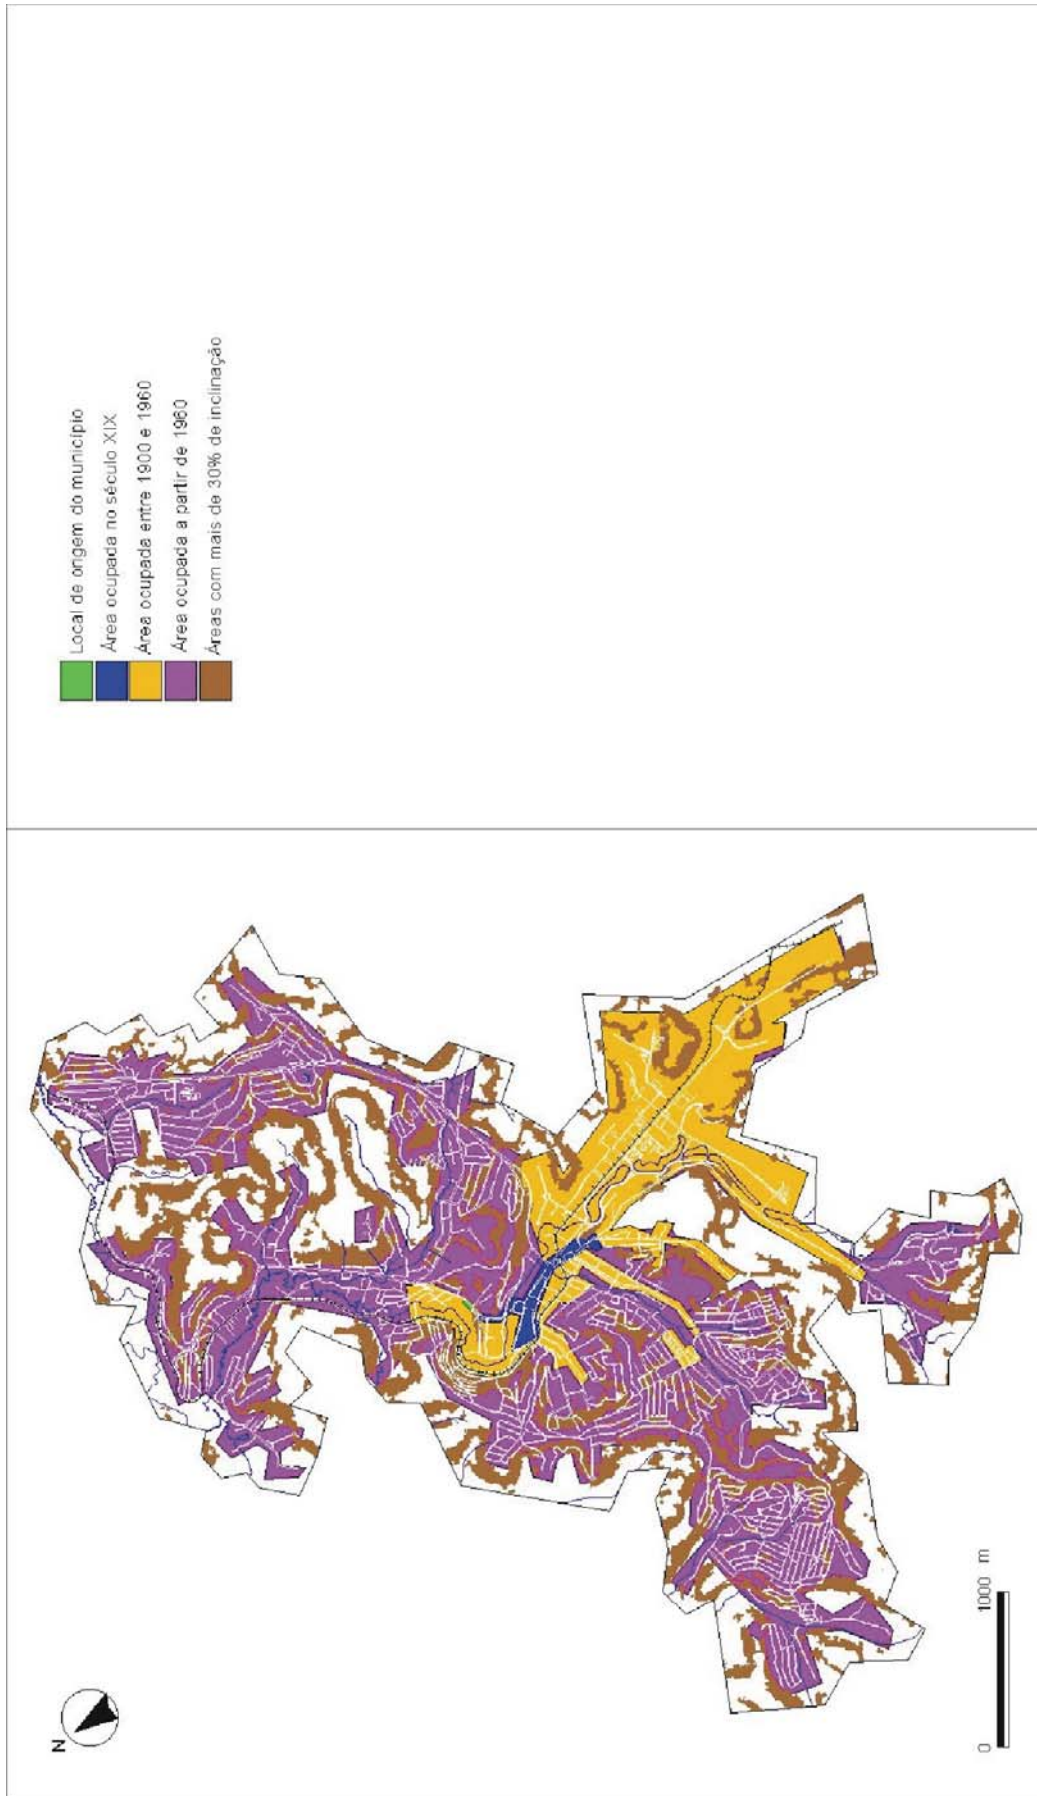 Local de origem do município
Área ocupada no século XIX
Área ocupada entre 1900 e 1960
Área ocupada a partir de 1960
Áreas com mais de 30% de inclinação
N
0 1000 m